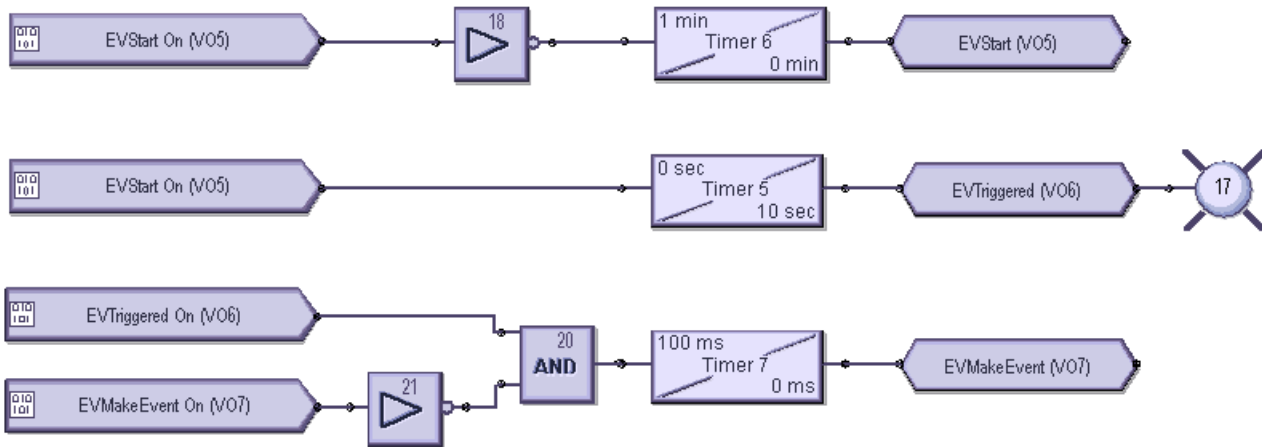 EVStart On (VO5)
18
1 min
Timer 6
0 min
EVStart (VO5)
EVStart On (VO5)
0 sec
Timer 5
10 sec
EVTriggered (VO6)
17
EVTriggered On (VO6)
20
AND
100 ms
Timer 7
0 ms
EVMakeEvent (VO7)
EVMakeEvent On (VO7)
21